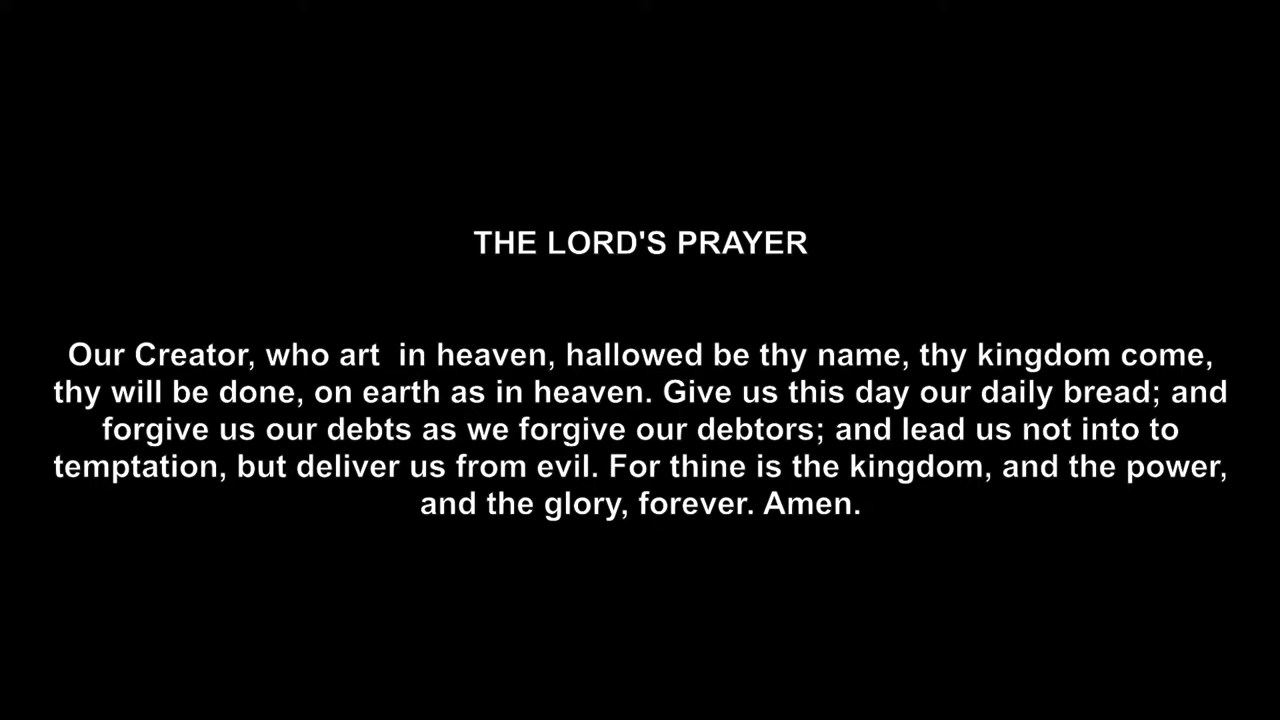 THE LORD'S PRAYER
Our Creator, who art  in heaven, hallowed be thy name, thy kingdom come,
thy will be done, on earth as in heaven. Give us this day our daily bread; and
forgive us our debts as we forgive our debtors; and lead us not into to
temptation, but deliver us from evil. For thine is the kingdom, and the power,
and the glory, forever. Amen.